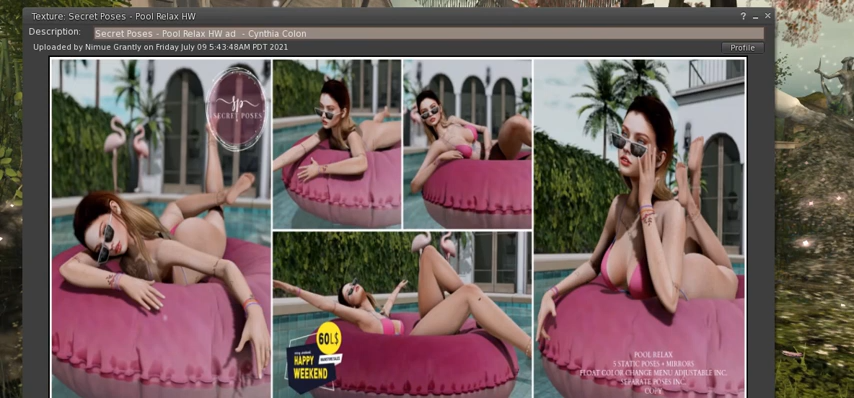 Texture: Secret Poses - Pool Relax HW
Description: Secret Poses - Pool Relax HW ad - Cynthia Colon
Uploaded by Nimue Grantly on Friday July 09 5:43:48AM PDT 2021
Profile
sp
SECRET POSES
60L$
HAPPY
WEEKEND
POOL RELAX
5 STATIC POSES + MIRRORS
FLOAT COLOR CHANGE MENU ADJUSTABLE INC.
SEPARATE POSES INC.
COPY